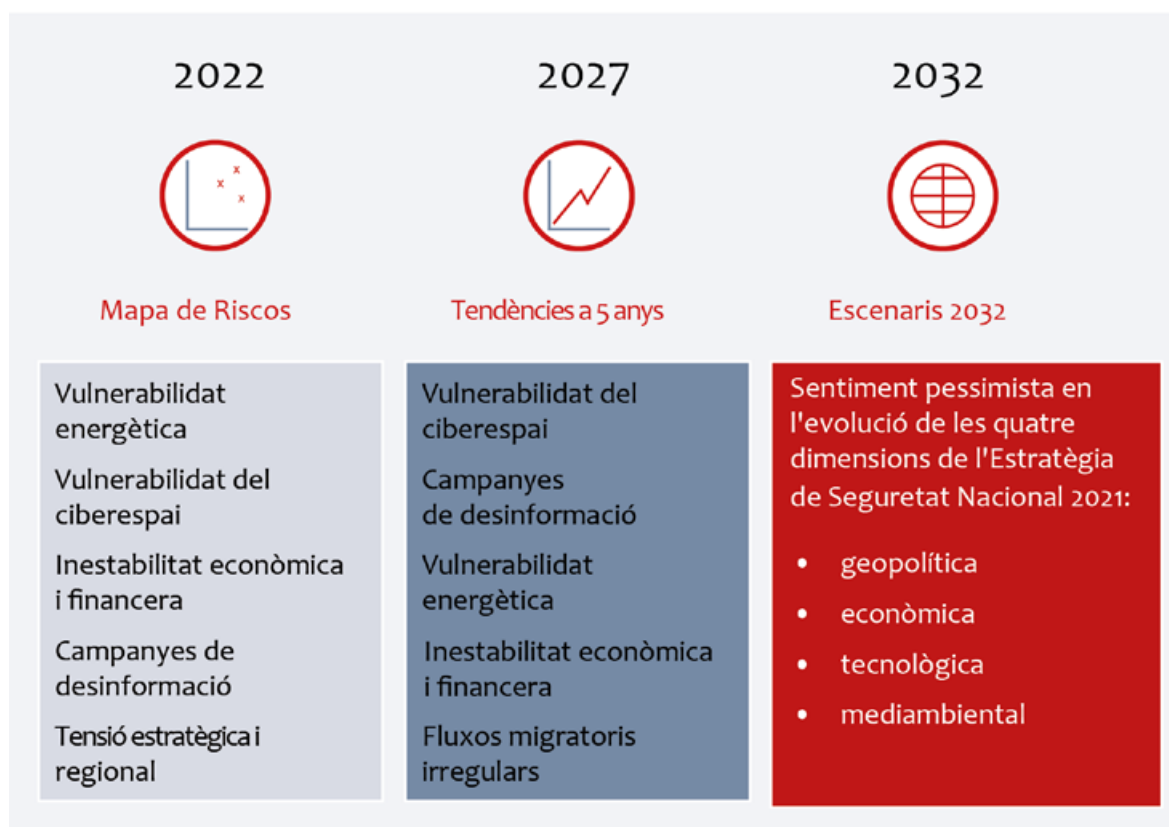 2022
2027
2032
Mapa de Riscos
Tendències a 5 anys
Escenaris 2032
Vulnerabilidat
energètica
Vulnerabilidat del
ciberespai
Inestabilitat econòmica
i financera
Campanyes de
desinformació
Tensió estratègica i
regional
Vulnerabilidat del
ciberespai
Campanyes
de desinformació
Vulnerabilidat
energètica
Inestabilitat econòmica
i financera
Fluxos migratoris
irregulars
Sentiment pessimista en
l'evolució de les quatre
dimensions de l'Estratègia
de Seguretat Nacional 2021:
• geopolítica
• econòmica
• tecnològica
• mediambiental